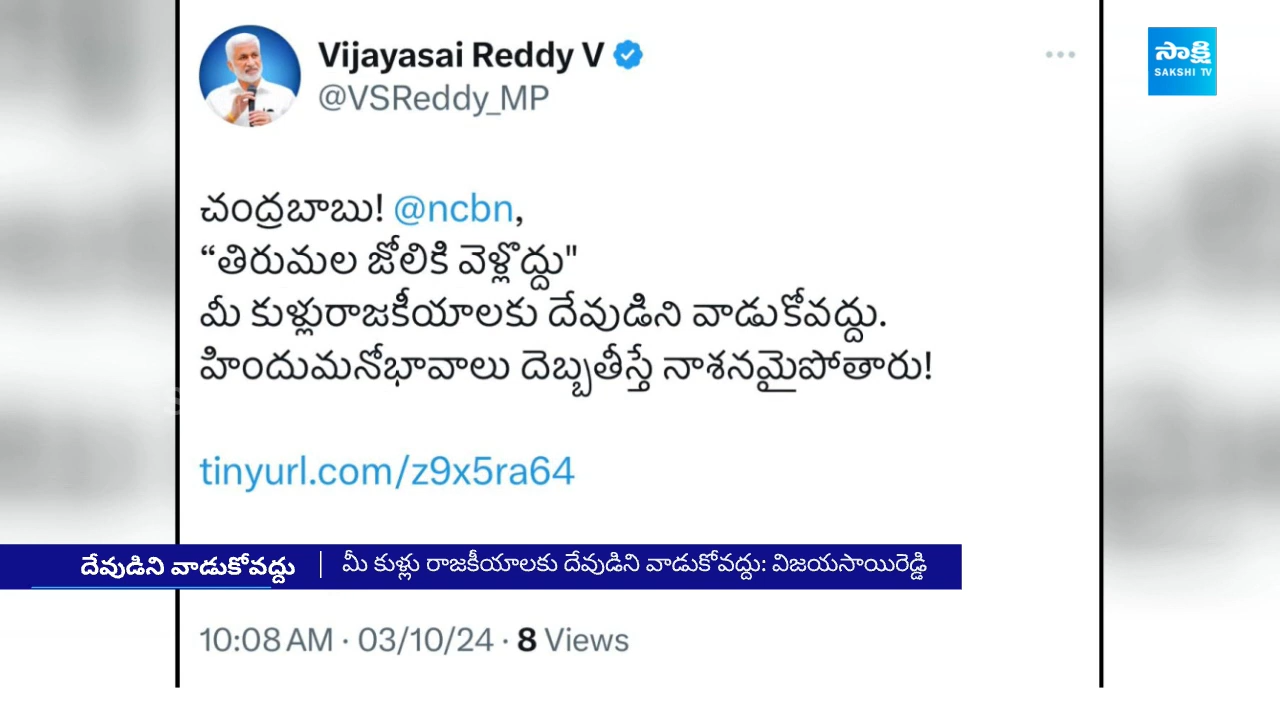 Vijayasai Reddy V
@VSReddy_MP
సాక్షి
SAKSHI TV
చంద్రబాబు! @ncbn,
“తిరుమల జోలికి వెళ్లొద్దు"
మీ కుళ్లురాజకీయాలకు దేవుడిని వాడుకోవద్దు.
హిందుమనోభావాలు దెబ్బతీస్తే నాశనమైపోతారు!
tinyurl.com/z9x5ra64
దేవుడిని వాడుకోవద్దు | మీ కుళ్లు రాజకీయాలకు దేవుడిని వాడుకోవద్దు: విజయసాయిరెడ్డి
10:08 AM · 03/10/24 · 8 Views